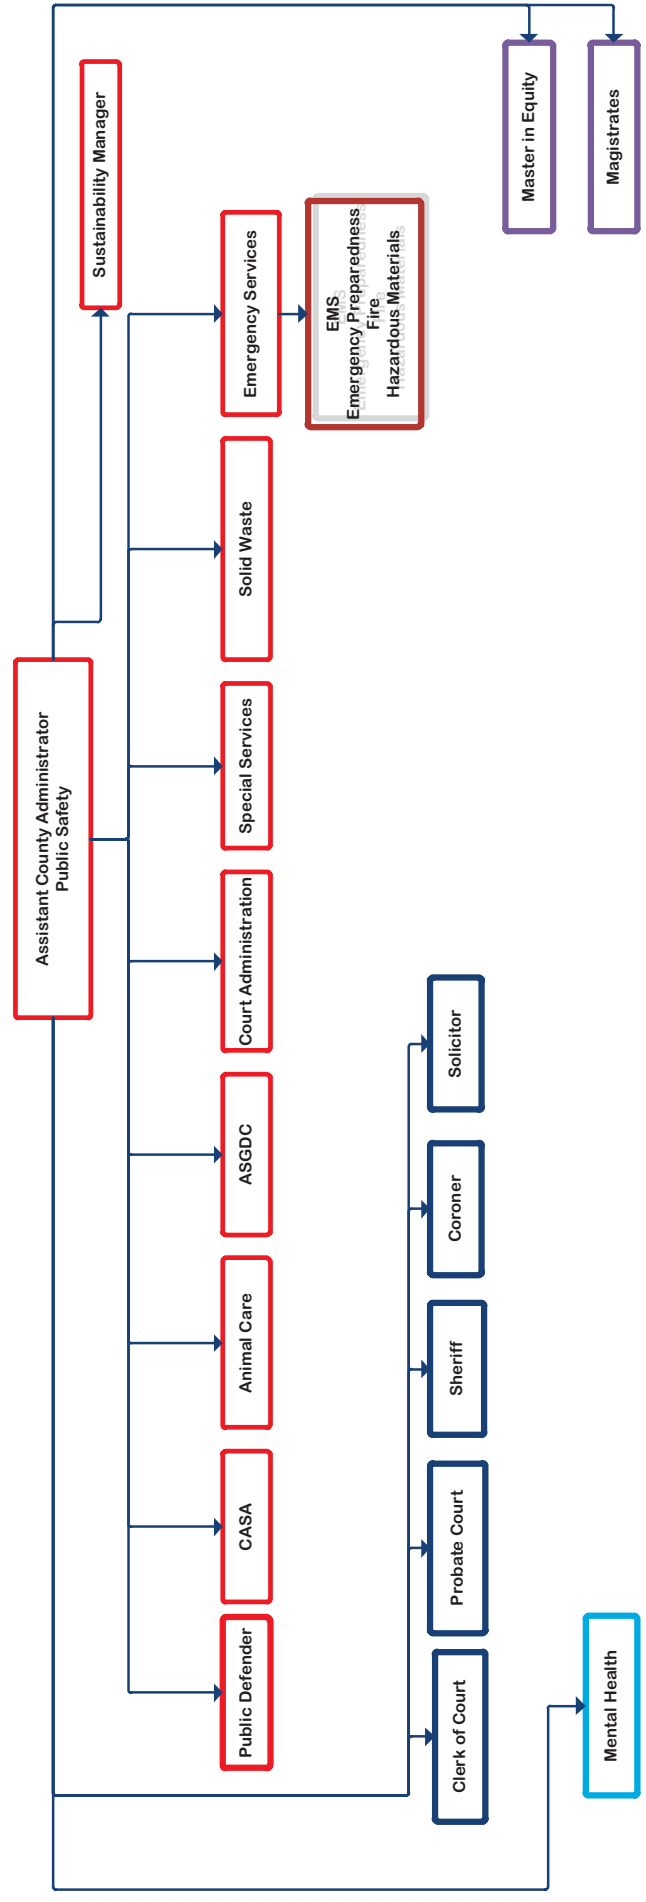 Assistant County Administrator
Public Safety
Sustainability Manager
Public Defender
CASA
Animal Care
ASGDC
Court Administration
Special Services
Solid Waste
Emergency Services
EMS
Emergency Preparedness
Fire
Hazardous Materials
Clerk of Court
Probate Court
Sheriff
Coroner
Solicitor
Master in Equity
Mental Health
Magistrates